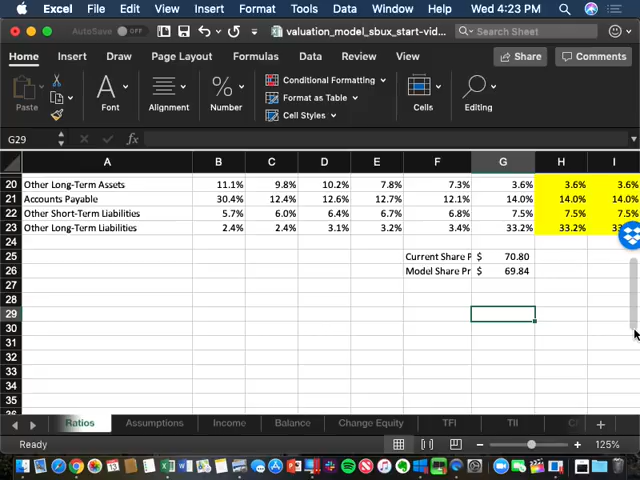 Excel File Edit View Insert Format Tools Data Window Help Wed 4:23 PM
AutoSave OFF valuation_model_sbux_start-vid... Search Sheet
Home Insert Draw Page Layout Formulas Data Review View Share Comments
Paste Font Alignment Number Conditional Formatting Format as Table Cell Styles Cells Editing
G29 fx
A B C D E F G H I
20 Other Long-Term Assets 11.1% 9.8% 10.2% 7.8% 7.3% 3.6% 3.6% 3.6%
21 Accounts Payable 30.4% 12.4% 12.6% 12.7% 12.1% 14.0% 14.0% 14.0%
22 Other Short-Term Liabilities 5.7% 6.0% 6.4% 6.7% 6.8% 7.5% 7.5% 7.5%
23 Other Long-Term Liabilities 2.4% 2.4% 3.1% 3.2% 3.4% 33.2% 33.2%
24
25 Current Share P $ 70.80
26 Model Share Pr $ 69.84
27
28
29
30
31
32
33
34
35
Ratios Assumptions Income Balance Change Equity TFI TII
Ready 125%